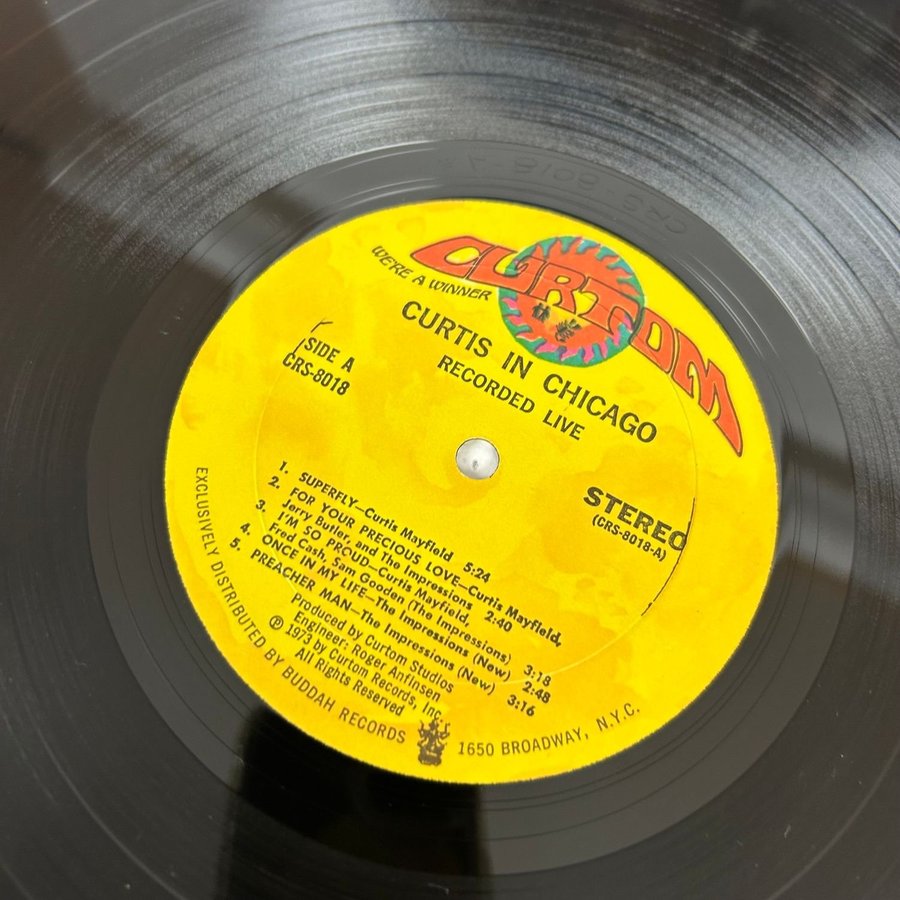 CURTOM
WE'RE A WINNER
CURTIS IN CHICAGO
RECORDED LIVE
SIDE A
CRS-8018
STEREO
(CRS-8018-A)
1. SUPERFLY—Curtis Mayfield 5:24
2. FOR YOUR PRECIOUS LOVE—Curtis Mayfield,
Jerry Butler, and The Impressions 2:40
3. I'M SO PROUD—Curtis Mayfield,
Fred Cash, Sam Gooden (The Impressions) 3:18
4. ONCE IN MY LIFE—The Impressions (New) 2:48
5. PREACHER MAN—The Impressions (New) 3:16
Produced by Curtom Studios
Engineer: Roger Anfinsen
℗ 1973 by Curtom Records, Inc.
All Rights Reserved
EXCLUSIVELY DISTRIBUTED BY BUDDAH RECORDS 1650 BROADWAY, N.Y.C.